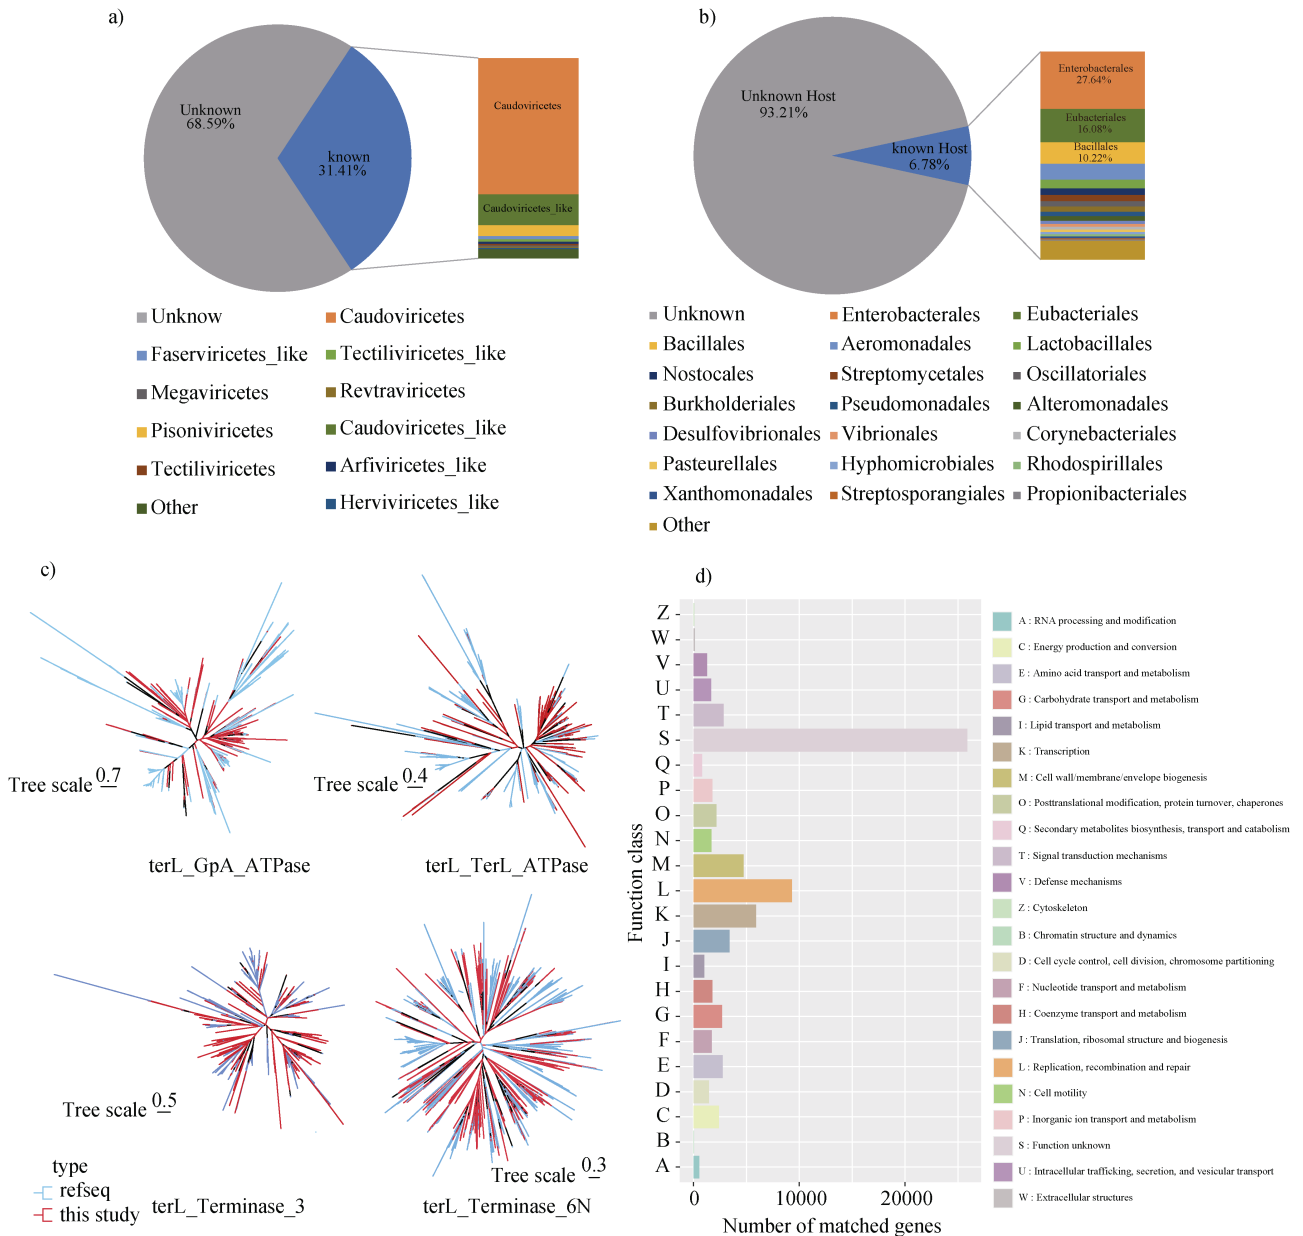 a)
Unknown
68.59%
known
31.41%
Caudoviricetes
Caudoviricetes_like
Unknow
Caudoviricetes
Faserviricetes_like
Tectiliviricetes_like
Megaviricetes
Revtraviricetes
Pisoniviricetes
Caudoviricetes_like
Tectiliviricetes
Arfiviricetes_like
Other
Herviviricetes_like
b)
Unknown Host
93.21%
known Host
6.78%
Enterobacterales
27.64%
Eubacteriales
16.08%
Bacillales
10.22%
Unknown
Enterobacterales
Eubacteriales
Bacillales
Aeromonadales
Lactobacillales
Nostocales
Streptomycetales
Oscillatoriales
Burkholderiales
Pseudomonadales
Alteromonadales
Desulfovibrionales
Vibrionales
Corynebacteriales
Pasteurellales
Hyphomicrobiales
Rhodospirillales
Xanthomonadales
Streptosporangiales
Propionibacteriales
Other
c)
Tree scale 0.7
terL_GpA_ATPase
Tree scale 0.4
terL_TerL_ATPase
Tree scale 0.5
terL_Terminase_3
Tree scale 0.3
terL_Terminase_6N
type
refseq
this study
d)
Function class
Z
W
V
U
T
S
Q
P
O
N
M
L
K
J
I
H
G
F
E
D
C
B
A
0 10000 20000
Number of matched genes
A : RNA processing and modification
C : Energy production and conversion
E : Amino acid transport and metabolism
G : Carbohydrate transport and metabolism
I : Lipid transport and metabolism
K : Transcription
M : Cell wall/membrane/envelope biogenesis
O : Posttranslational modification, protein turnover, chaperones
Q : Secondary metabolites biosynthesis, transport and catabolism
T : Signal transduction mechanisms
V : Defense mechanisms
Z : Cytoskeleton
B : Chromatin structure and dynamics
D : Cell cycle control, cell division, chromosome partitioning
F : Nucleotide transport and metabolism
H : Coenzyme transport and metabolism
J : Translation, ribosomal structure and biogenesis
L : Replication, recombination and repair
N : Cell motility
P : Inorganic ion transport and metabolism
S : Function unknown
U : Intracellular trafficking, secretion, and vesicular transport
W : Extracellular structures